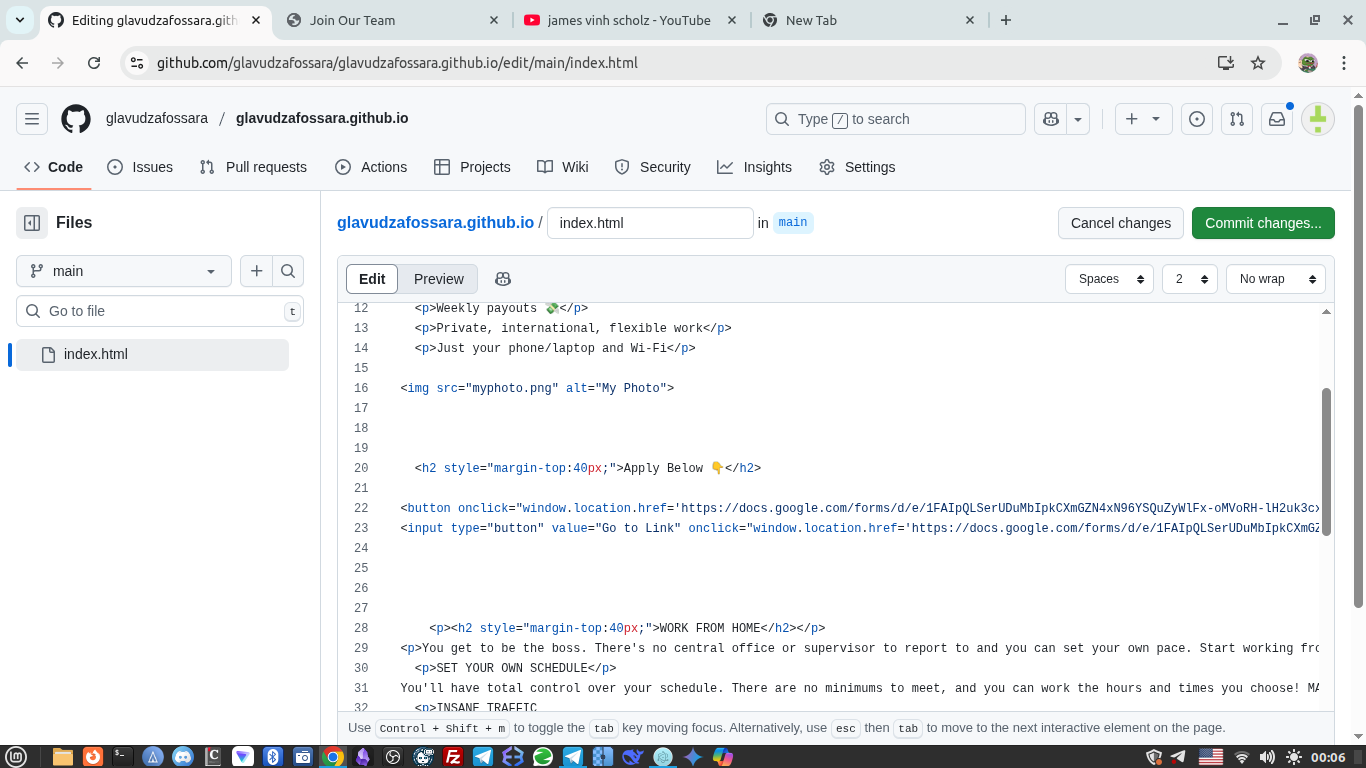 Editing glavudzafossara.gith
Join Our Team
james vinh scholz - YouTube
New Tab
github.com/glavudzafossara/glavudzafossara.github.io/edit/main/index.html
glavudzafossara / glavudzafossara.github.io
Type / to search
Code
Issues
Pull requests
Actions
Projects
Wiki
Security
Insights
Settings
Files
main
Go to file
t
index.html
glavudzafossara.github.io / index.html in main
Cancel changes
Commit changes...
Edit
Preview
Spaces
2
No wrap
12 <p>Weekly payouts 💸</p>
13 <p>Private, international, flexible work</p>
14 <p>Just your phone/laptop and Wi-Fi</p>
15
16 <img src="myphoto.png" alt="My Photo">
17
18
19
20 <h2 style="margin-top:40px;">Apply Below 👇</h2>
21
22 <button onclick="window.location.href='https://docs.google.com/forms/d/e/1FAIpQLSerUDuMbIpkCXmGZN4xN96YSQuZyWlFx-oMVoRH-lH2uk3cx
23 <input type="button" value="Go to Link" onclick="window.location.href='https://docs.google.com/forms/d/e/1FAIpQLSerUDuMbIpkCXmGZ
24
25
26
27
28 <p><h2 style="margin-top:40px;">WORK FROM HOME</h2></p>
29 <p>You get to be the boss. There's no central office or supervisor to report to and you can set your own pace. Start working fro
30 <p>SET YOUR OWN SCHEDULE</p>
31 You'll have total control over your schedule. There are no minimums to meet, and you can work the hours and times you choose! MA
32 <p>INSANE TRAFFIC
Use Control + Shift + m to toggle the tab key moving focus. Alternatively, use esc then tab to move to the next interactive element on the page.
00:06